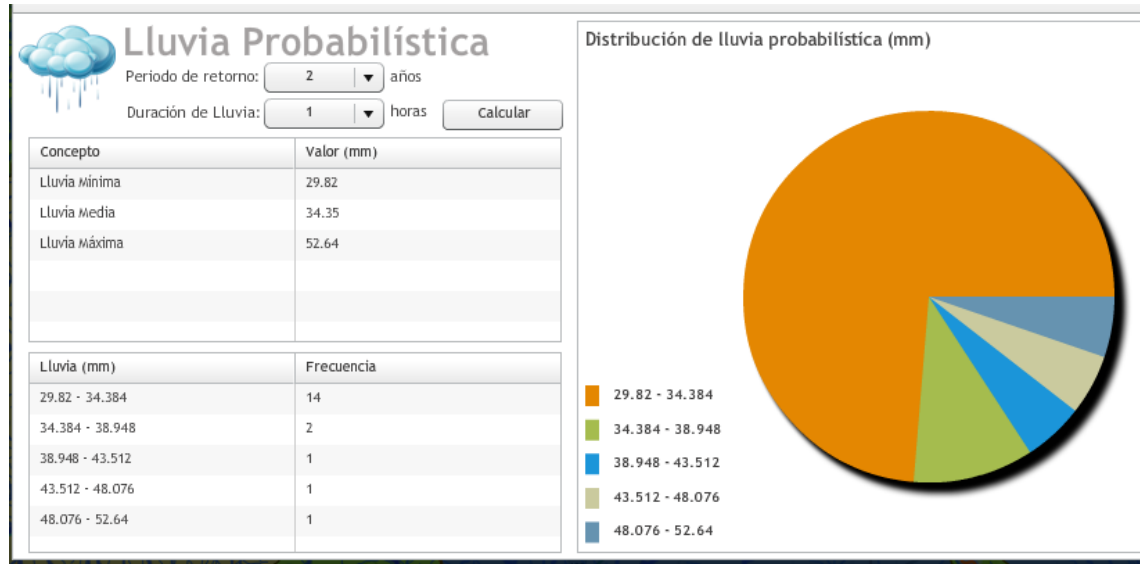 Lluvia Probabilística
Periodo de retorno: 2 años
Duración de Lluvia: 1 horas Calcular
Concepto Valor (mm)
Lluvia Mínima 29.82
Lluvia Media 34.35
Lluvia Máxima 52.64
Lluvia (mm) Frecuencia
29.82 - 34.384 14
34.384 - 38.948 2
38.948 - 43.512 1
43.512 - 48.076 1
48.076 - 52.64 1
Distribución de lluvia probabilística (mm)
29.82 - 34.384
34.384 - 38.948
38.948 - 43.512
43.512 - 48.076
48.076 - 52.64